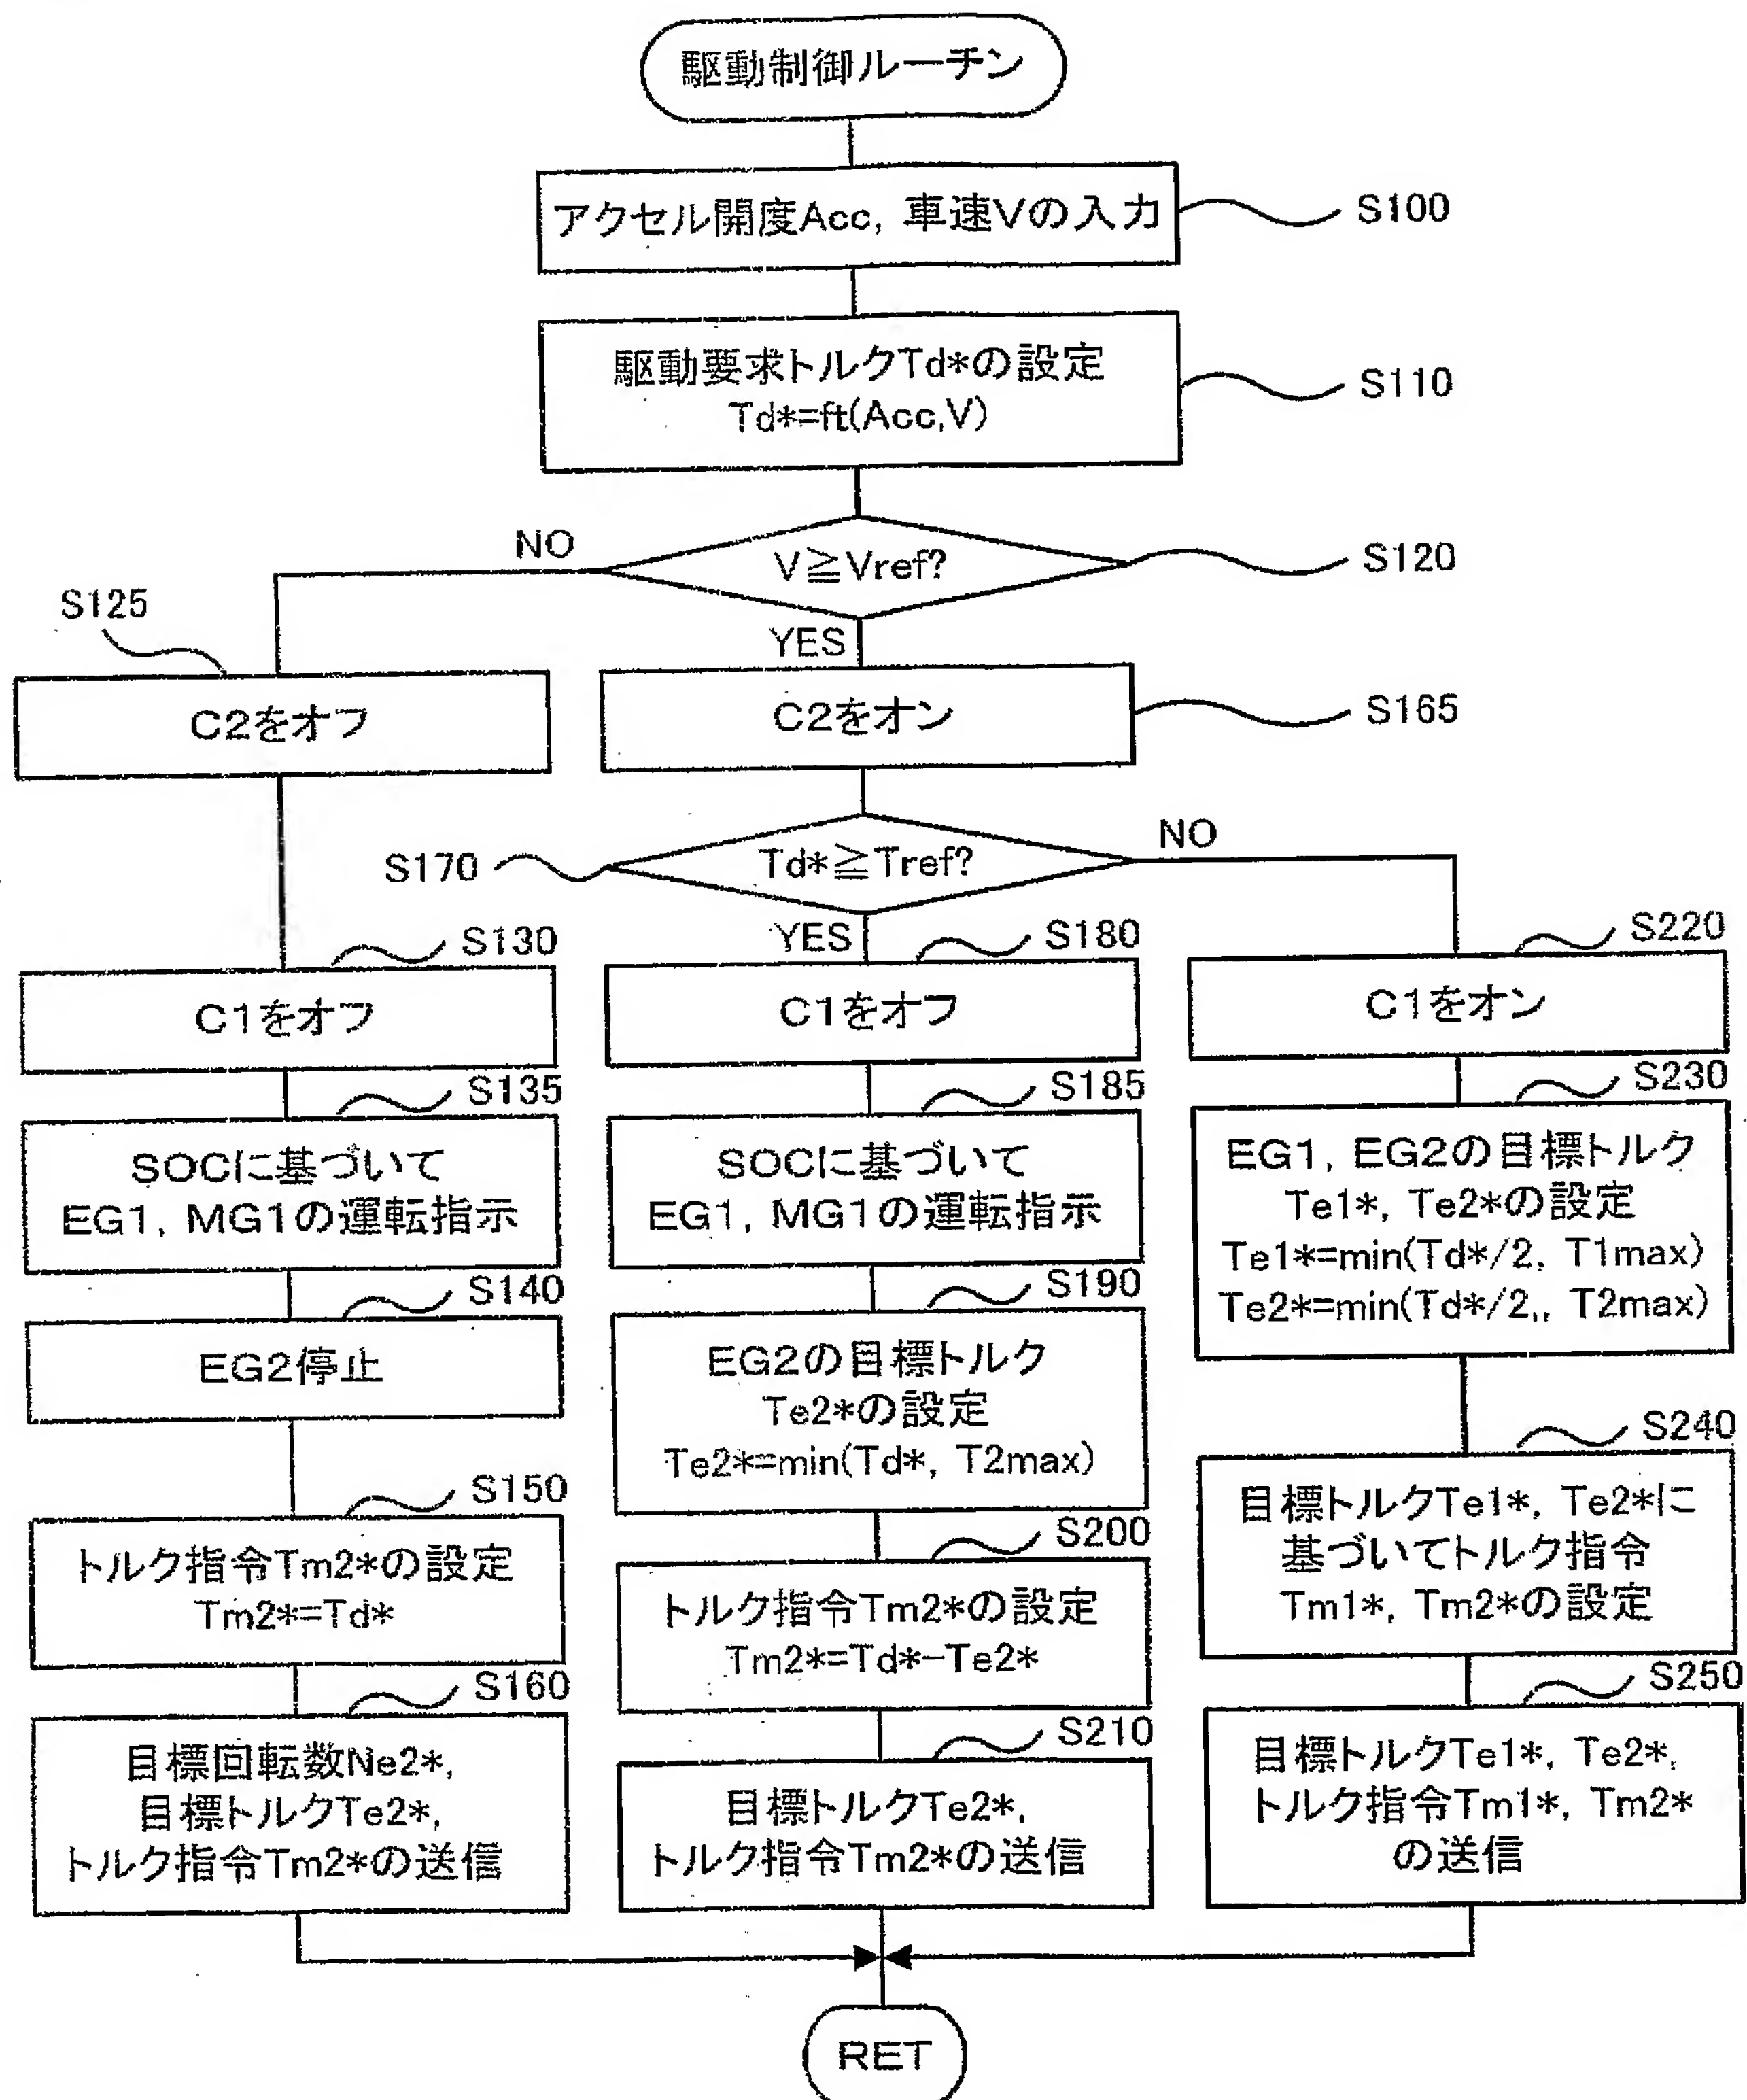 駆動制御ルーチン
アクセル開度Acc, 車速Vの入力
S100
駆動要求トルクTd*の設定
Td*=ft(Acc,V)
S110
NO
V≧Vref?
S120
S125
YES
C2をオフ
C2をオン
S165
S170
Td*≧Tref?
NO
YES
S130
C1をオフ
S135
SOCに基づいて
EG1, MG1の運転指示
S140
EG2停止
S150
トルク指令Tm2*の設定
Tm2*=Td*
S160
目標回転数Ne2*,
目標トルクTe2*,
トルク指令Tm2*の送信
S180
C1をオフ
S185
SOCに基づいて
EG1, MG1の運転指示
S190
EG2の目標トルク
Te2*の設定
Te2*=min(Td*, T2max)
S200
トルク指令Tm2*の設定
Tm2*=Td*-Te2*
S210
目標トルクTe2*,
トルク指令Tm2*の送信
S220
C1をオン
S230
EG1, EG2の目標トルク
Te1*, Te2*の設定
Te1*=min(Td*/2, T1max)
Te2*=min(Td*/2,, T2max)
S240
目標トルクTe1*, Te2*に
基づいてトルク指令
Tm1*, Tm2*の設定
S250
目標トルクTe1*, Te2*,
トルク指令Tm1*, Tm2*
の送信
RET